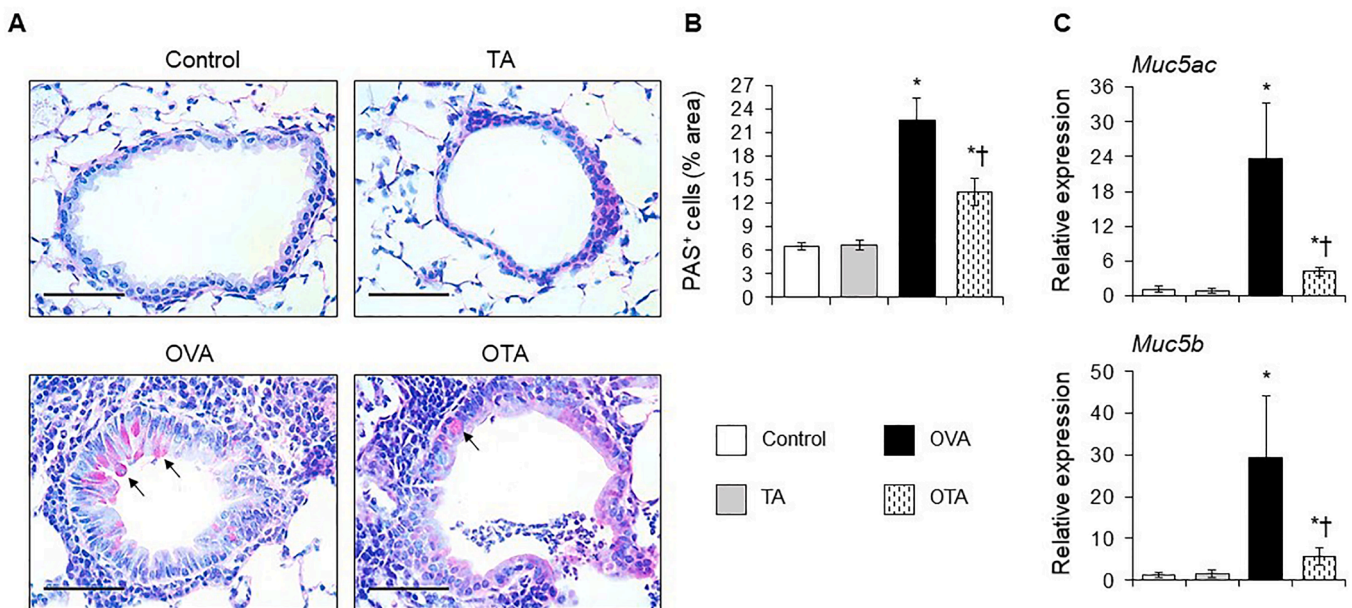 A
Control
TA
OVA
OTA
B
PAS⁺ cells (% area)
27
24
21
18
15
12
9
6
3
0
*
*†
Control
OVA
TA
OTA
C
Muc5ac
Relative expression
36
30
24
18
12
6
0
*
*†
Muc5b
Relative expression
50
40
30
20
10
0
*
*†